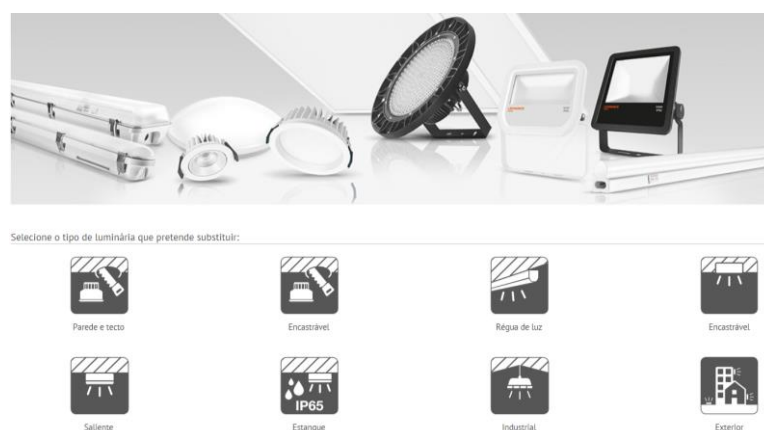 Selecione o tipo de luminária que pretende substituir:
Parede e tecto
Encastrável
Régua de luz
Encastrável
IP65
Saliente
Estanque
Industrial
Exterior